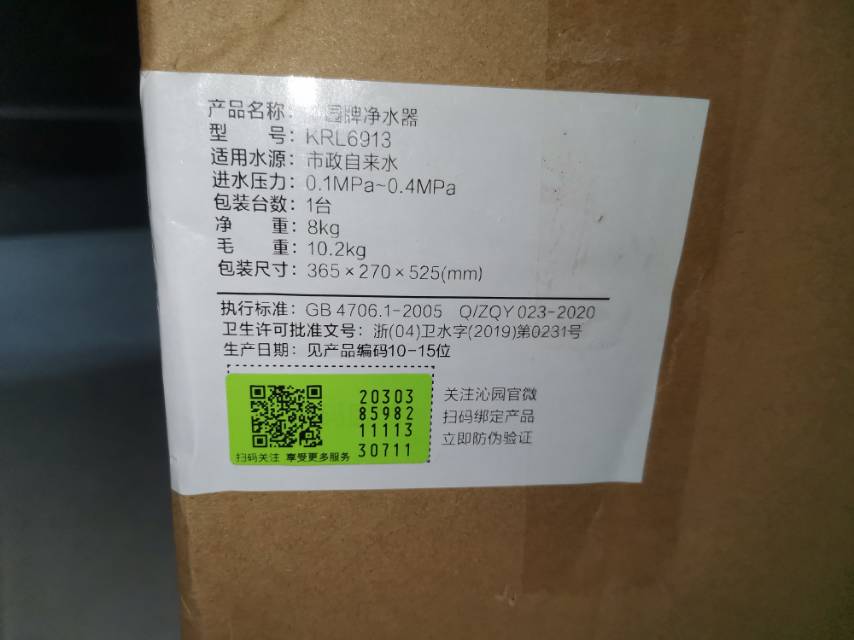 产品名称：园牌净水器
型 号：KRL6913
适用水源：市政自来水
进水压力：0.1MPa~0.4MPa
包装台数：1台
净 重：8kg
毛 重：10.2kg
包装尺寸：365×270×525(mm)
执行标准：GB 4706.1-2005 Q/ZQY 023-2020
卫生许可批准文号：浙(04)卫水字(2019)第0231号
生产日期：见产品编码10-15位
20303
85982
11113
30711
扫码关注 享受更多服务
关注沁园官微
扫码绑定产品
立即防伪验证